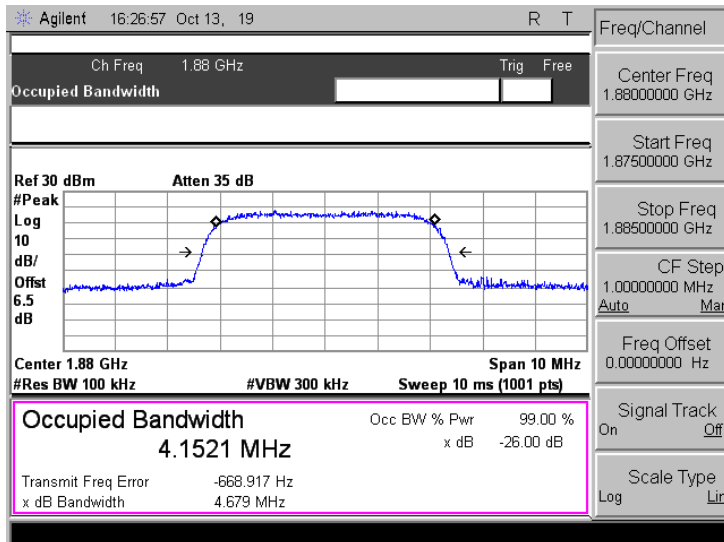 Agilent 16:26:57 Oct 13, 19 R T
Ch Freq 1.88 GHz Trig Free
Occupied Bandwidth
Ref 30 dBm Atten 35 dB
#Peak
Log
10
dB/
Offst
6.5
dB
Center 1.88 GHz Span 10 MHz
#Res BW 100 kHz #VBW 300 kHz Sweep 10 ms (1001 pts)
Occupied Bandwidth
4.1521 MHz
Occ BW % Pwr 99.00 %
x dB -26.00 dB
Transmit Freq Error -668.917 Hz
x dB Bandwidth 4.679 MHz
Freq/Channel
Center Freq
1.88000000 GHz
Start Freq
1.87500000 GHz
Stop Freq
1.88500000 GHz
CF Step
1.00000000 MHz
Auto Mar
Freq Offset
0.00000000 Hz
Signal Track
On Off
Scale Type
Log Lin